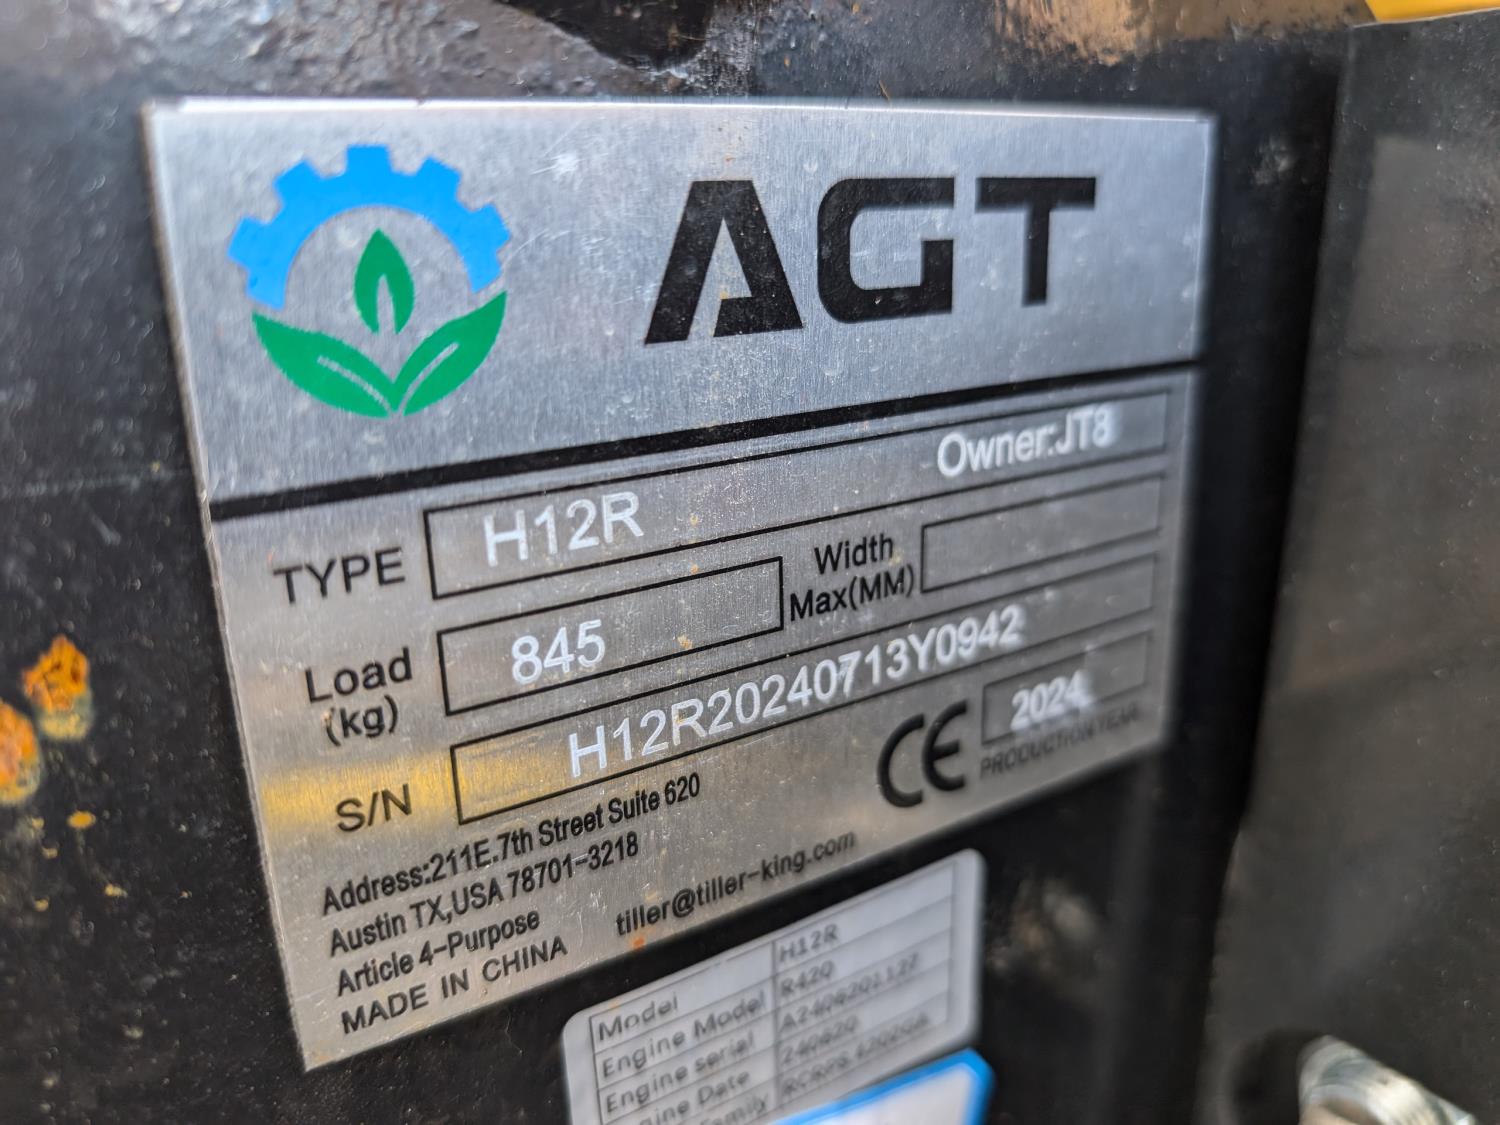 AGT
TYPE H12R Owner:JT8
Load (kg) 845 Width Max(MM)
S/N H12R20240713Y0942
CE 2024
PRODUCTION YEAR
Address:211E.7th Street Suite 620
Austin TX,USA 78701-3218
Article 4-Purpose
tiller@tiller-king.com
MADE IN CHINA
Model H12R
Engine Model R420
Engine serial
Engine Date 240620